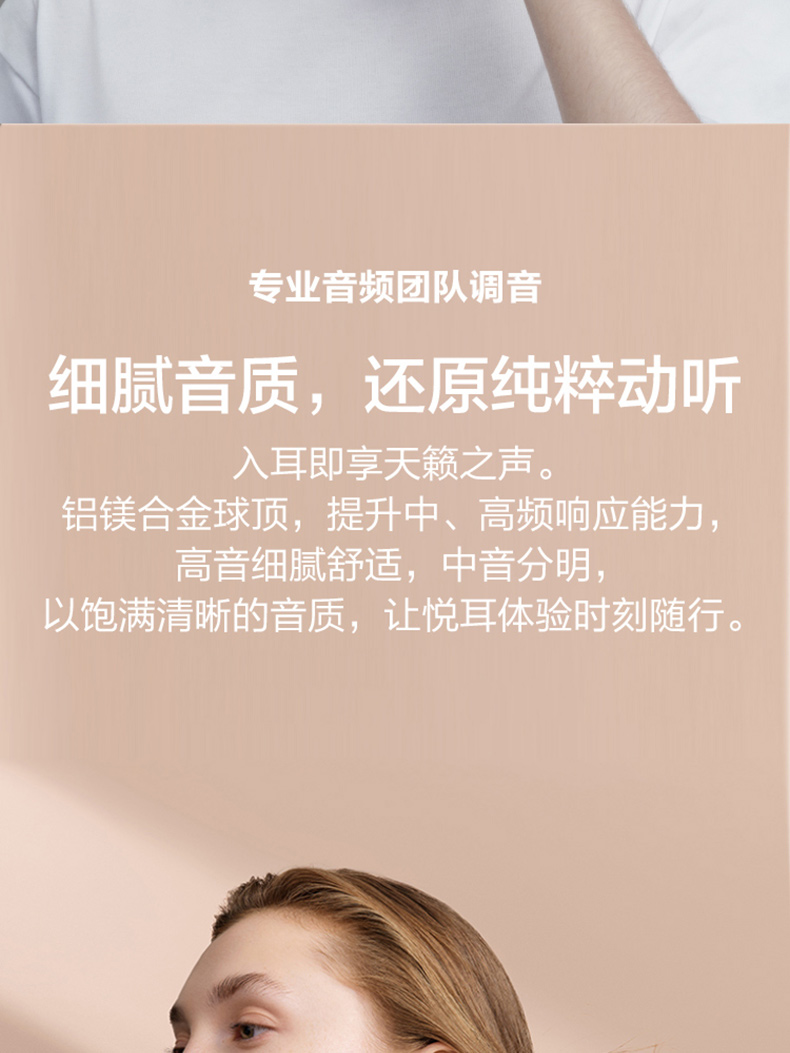 专业音频团队调音
细腻音质，还原纯粹动听
入耳即享天籁之声。
铝镁合金球顶，提升中、高频响应能力，
高音细腻舒适，中音分明，
以饱满清晰的音质，让悦耳体验时刻随行。